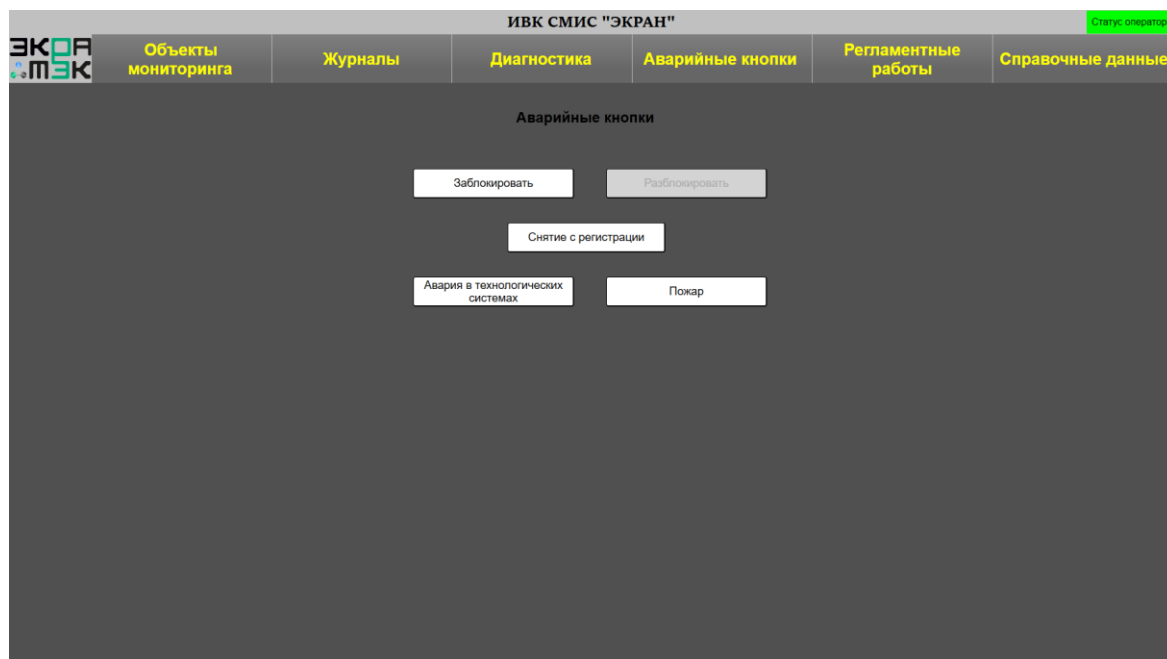 ИВК СМИС "ЭКРАН"
Статус оператор
ЭКОА
ТЭК
Объекты
мониторинга
Журналы
Диагностика
Аварийные кнопки
Регламентные
работы
Справочные данные
Аварийные кнопки
Заблокировать
Разблокировать
Снятие с регистрации
Авария в технологических
системах
Пожар